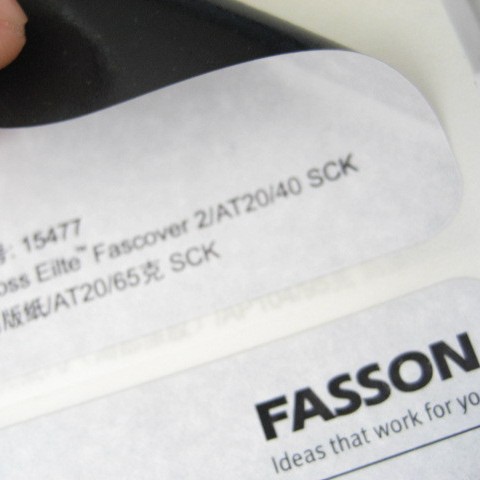 : 15477
oss Eilte™ Fascover 2/AT20/40 SCK
版紙/AT20/65克 SCK
FASSON
Ideas that work for yo